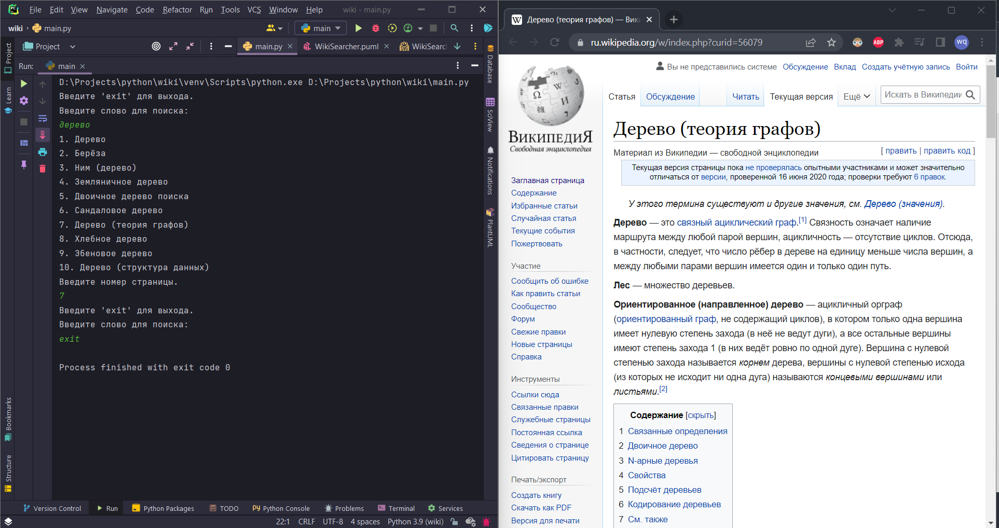 File Edit View Navigate Code Refactor Run Tools VCS Window Help wiki - main.py
wiki main.py main
Project main.py WikiSearcher.puml WikiSearc
Run: main
Project
Learn
Bookmarks
Structure
D:\Projects\python\wiki\venv\Scripts\python.exe D:\Projects\python\wiki\main.py
Введите 'exit' для выхода.
Введите слово для поиска:
дерево
1. Дерево
2. Берёза
3. Ним (дерево)
4. Земляничное дерево
5. Двоичное дерево поиска
6. Сандаловое дерево
7. Дерево (теория графов)
8. Хлебное дерево
9. Эбеновое дерево
10. Дерево (структура данных)
Введите номер страницы.
7
Введите 'exit' для выхода.
Введите слово для поиска:
exit
Process finished with exit code 0
Database
SciView
Notifications
PlantUML
Version Control Run Python Packages TODO Python Console Problems Terminal Services
22:1 CRLF UTF-8 4 spaces Python 3.9 (wiki)
Дерево (теория графов) — Вики
ru.wikipedia.org/w/index.php?curid=56079 ABP wq
Вы не представились системе Обсуждение Вклад Создать учётную запись Войти
Статья Обсуждение Читать Текущая версия Ещё Искать в Википедии
ВИКИПЕДИЯ
Свободная энциклопедия
Заглавная страница
Содержание
Избранные статьи
Случайная статья
Текущие события
Пожертвовать
Участие
Сообщить об ошибке
Как править статьи
Сообщество
Форум
Свежие правки
Новые страницы
Справка
Инструменты
Ссылки сюда
Связанные правки
Служебные страницы
Постоянная ссылка
Сведения о странице
Цитировать страницу
Печать/экспорт
Создать книгу
Скачать как PDF
Версия для печати
Дерево (теория графов)
Материал из Википедии — свободной энциклопедии [ править | править код ]
Текущая версия страницы пока не проверялась опытными участниками и может значительно
отличаться от версии, проверенной 16 июня 2020 года; проверки требуют 6 правок.
У этого термина существуют и другие значения, см. Дерево (значения).
Дерево — это связный ациклический граф.[1] Связность означает наличие
маршрута между любой парой вершин, ацикличность — отсутствие циклов. Отсюда,
в частности, следует, что число рёбер в дереве на единицу меньше числа вершин, а
между любыми парами вершин имеется один и только один путь.
Лес — множество деревьев.
Ориентированное (направленное) дерево — ацикличный орграф
(ориентированный граф, не содержащий циклов), в котором только одна вершина
имеет нулевую степень захода (в неё не ведут дуги), а все остальные вершины
имеют степень захода 1 (в них ведёт ровно по одной дуге). Вершина с нулевой
степенью захода называется корнем дерева, вершины с нулевой степенью исхода
(из которых не исходит ни одна дуга) называются концевыми вершинами или
листьями.[2]
Содержание [скрыть]
1 Связанные определения
2 Двоичное дерево
3 N-арные деревья
4 Свойства
5 Подсчёт деревьев
6 Кодирование деревьев
7 См. также